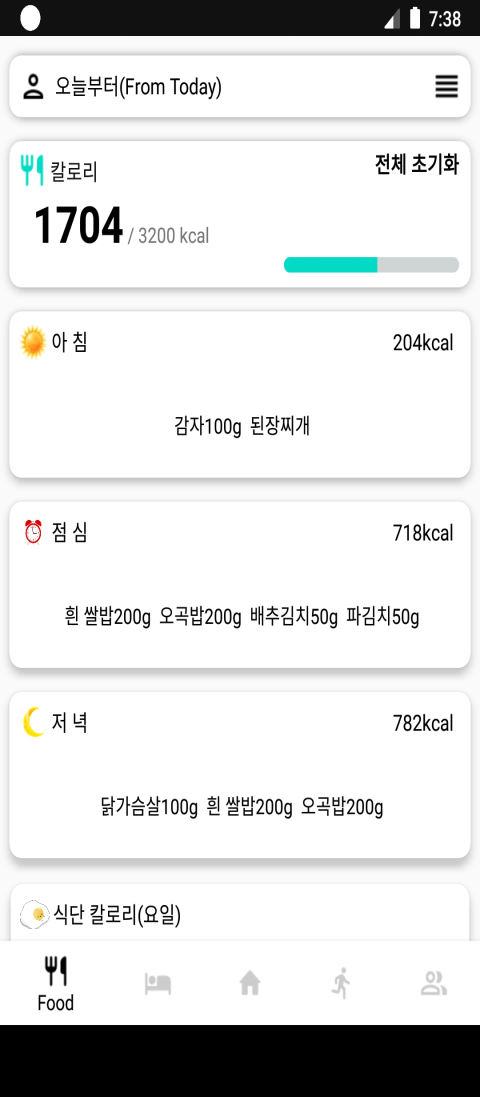 7:38
오늘부터(From Today)
칼로리
전체 초기화
1704 / 3200 kcal
아 침
204kcal
감자100g 된장찌개
점 심
718kcal
흰 쌀밥200g 오곡밥200g 배추김치50g 파김치50g
저 녁
782kcal
닭가슴살100g 흰 쌀밥200g 오곡밥200g
식단 칼로리(요일)
Food